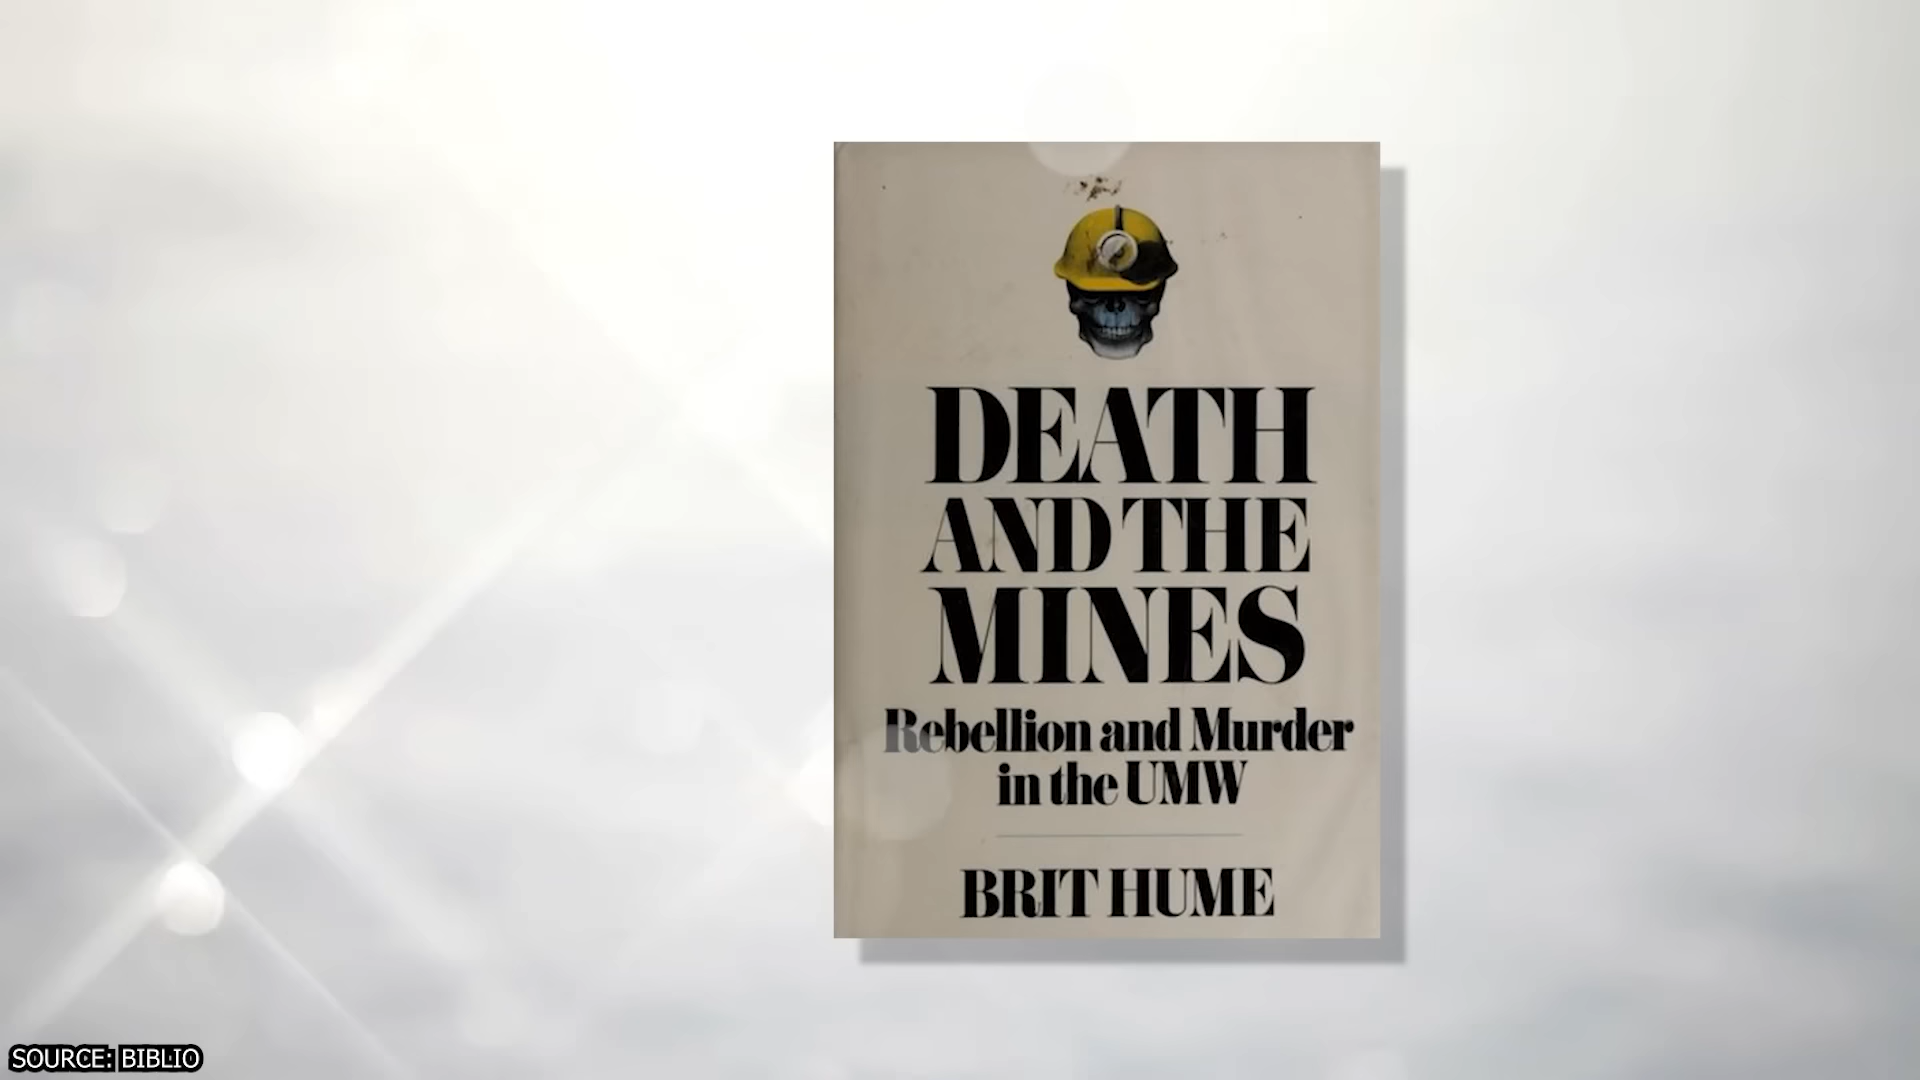 DEATH
AND THE
MINES
Rebellion and Murder
in the UMW
BRIT HUME
SOURCE: BIBLIO